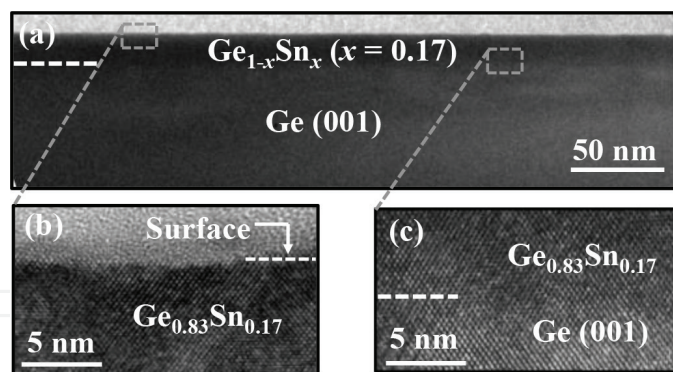 (a)
Ge₁₋ₓSnₓ (x = 0.17)
Ge (001)
50 nm
(b)
Surface
Ge₀.₈₃Sn₀.₁₇
5 nm
(c)
Ge₀.₈₃Sn₀.₁₇
Ge (001)
5 nm